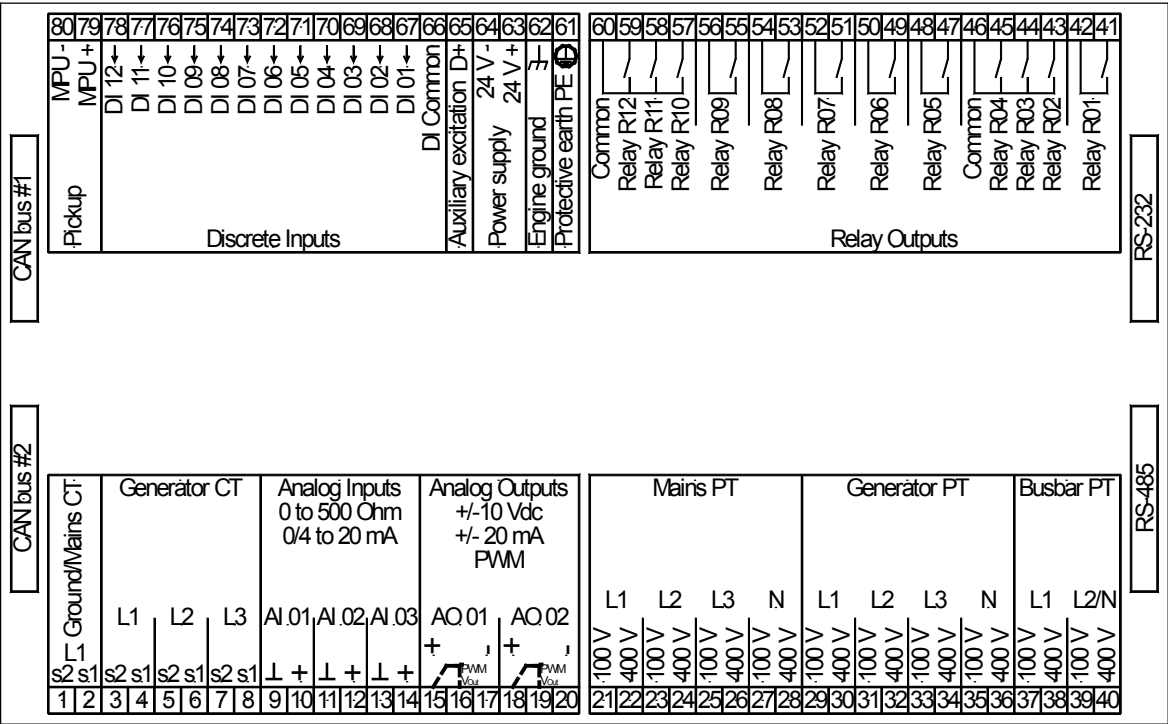 80 79 78 77 76 75 74 73 72 71 70 69 68 67 66 65 64 63 62 61
60 59 58 57 56 55 54 53 52 51 50 49 48 47 46 45 44 43 42 41
MPU -
MPU +
Pickup
DI 12
DI 11
DI 10
DI 09
DI 08
DI 07
DI 06
DI 05
DI 04
DI 03
DI 02
DI 01
DI Common
Discrete Inputs
Auxiliary excitation D+
24 V -
24 V +
Power supply
Engine ground
Protective earth PE
Common
Relay R12
Relay R11
Relay R10
Relay R09
Relay R08
Relay R07
Relay R06
Relay R05
Common
Relay R04
Relay R03
Relay R02
Relay R01
Relay Outputs
CAN bus #1
RS-232
CAN bus #2
RS-485
L1 Ground/Mains CT
L1
s2 s1
Generator CT
L1 L2 L3
s2 s1 s2 s1 s2 s1
Analog Inputs
0 to 500 Ohm
0/4 to 20 mA
AI 01 AI 02 AI 03
+ + +
Analog Outputs
+/-10 Vdc
+/- 20 mA
PWM
AO 01 AO 02
+ - + -
PWM
Vout
PWM
Vout
Mains PT
L1 L2 L3 N
100 V 400 V 100 V 400 V 100 V 400 V 100 V 400 V
Generator PT
L1 L2 L3 N
100 V 400 V 100 V 400 V 100 V 400 V 100 V 400 V
Busbar PT
L1 L2/N
100 V 400 V 100 V 400 V
1 2 3 4 5 6 7 8 9 10 11 12 13 14 15 16 17 18 19 20
21 22 23 24 25 26 27 28 29 30 31 32 33 34 35 36 37 38 39 40